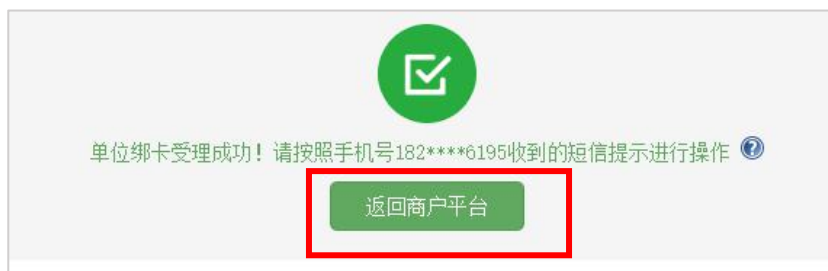 单位绑卡受理成功！请按照手机号182****6195收到的短信提示进行操作 ?
返回商户平台